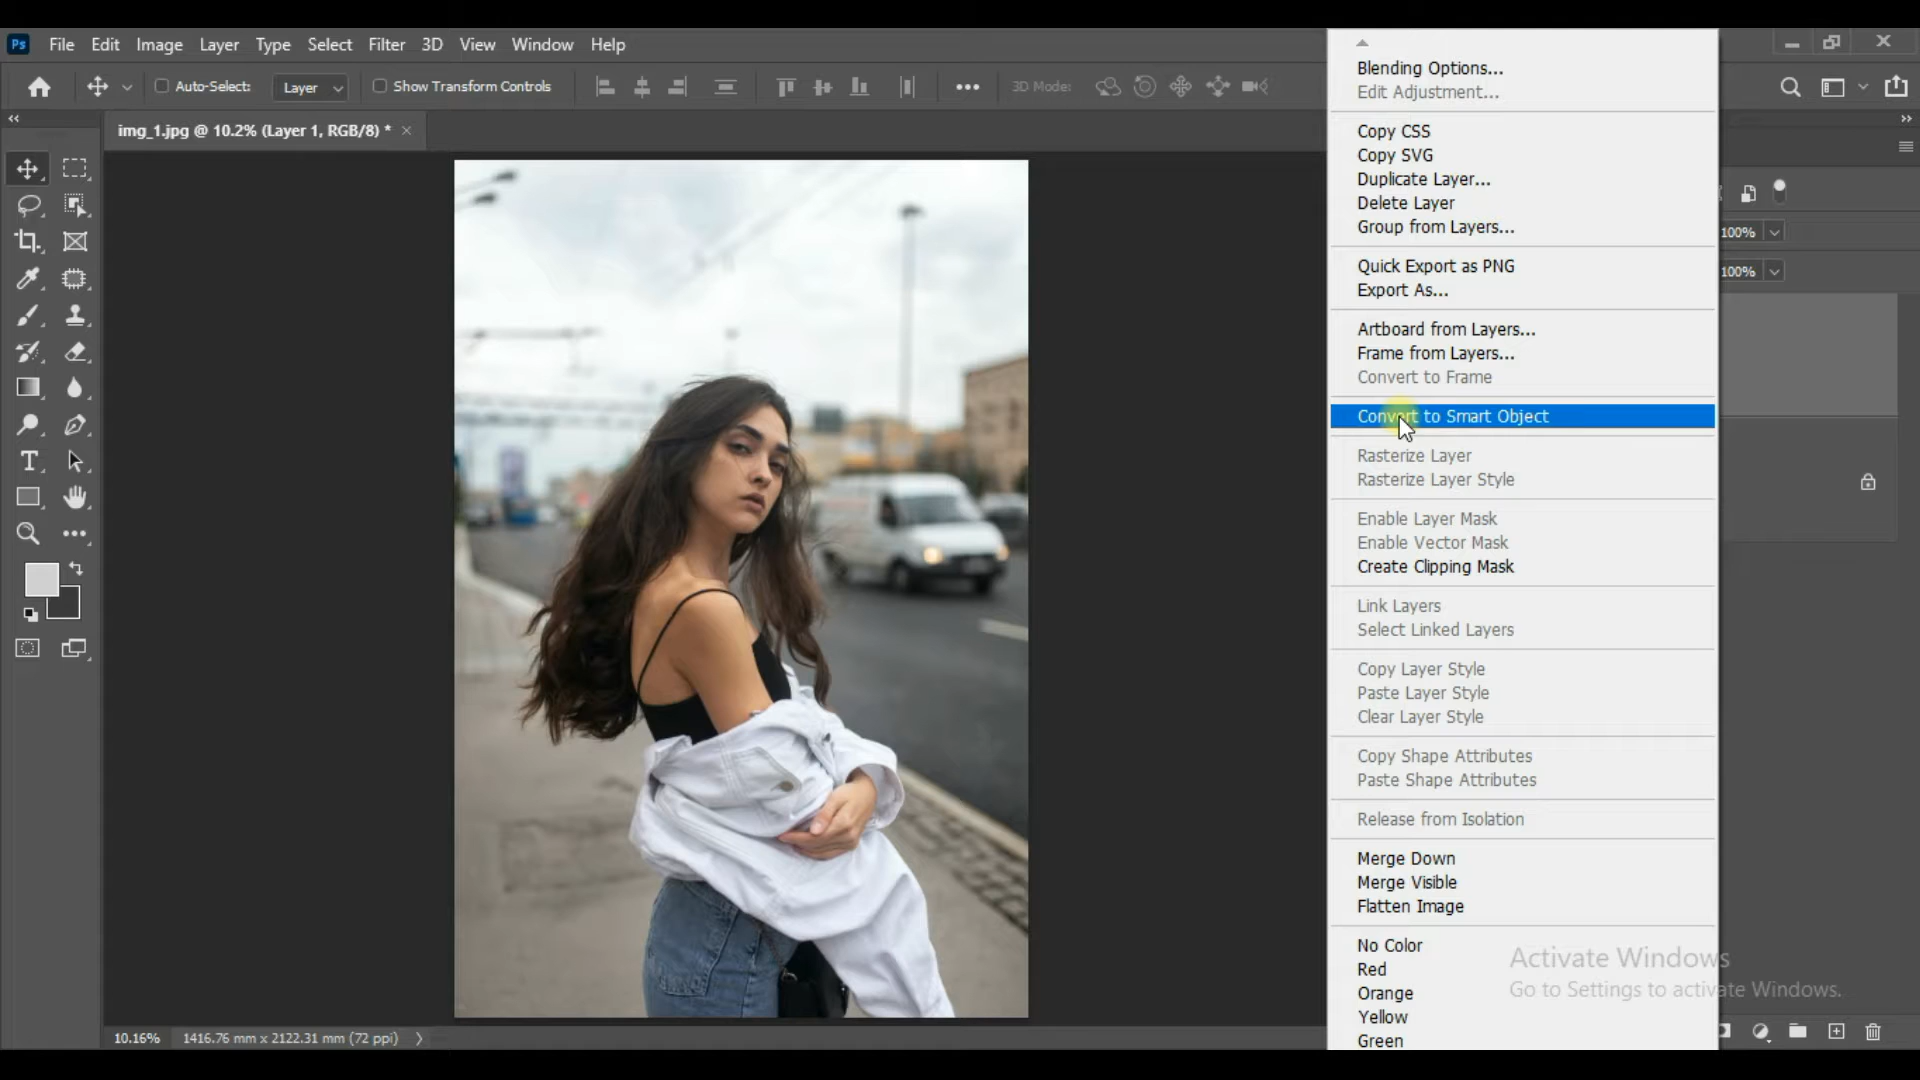 Ps File Edit Image Layer Type Select Filter 3D View Window Help
Auto-Select: Layer Show Transform Controls 3D Mode:
img_1.jpg @ 10.2% (Layer 1, RGB/8) *
Blending Options...
Edit Adjustment...
Copy CSS
Copy SVG
Duplicate Layer...
Delete Layer
Group from Layers...
100%
Quick Export as PNG
100%
Export As...
Artboard from Layers...
Frame from Layers...
Convert to Frame
Convert to Smart Object
Rasterize Layer
Rasterize Layer Style
Enable Layer Mask
Enable Vector Mask
Create Clipping Mask
Link Layers
Select Linked Layers
Copy Layer Style
Paste Layer Style
Clear Layer Style
Copy Shape Attributes
Paste Shape Attributes
Release from Isolation
Merge Down
Merge Visible
Flatten Image
No Color
Red
Orange
Yellow
Green
Activate Windows
Go to Settings to activate Windows.
10.16% 1416.76 mm x 2122.31 mm (72 ppi)